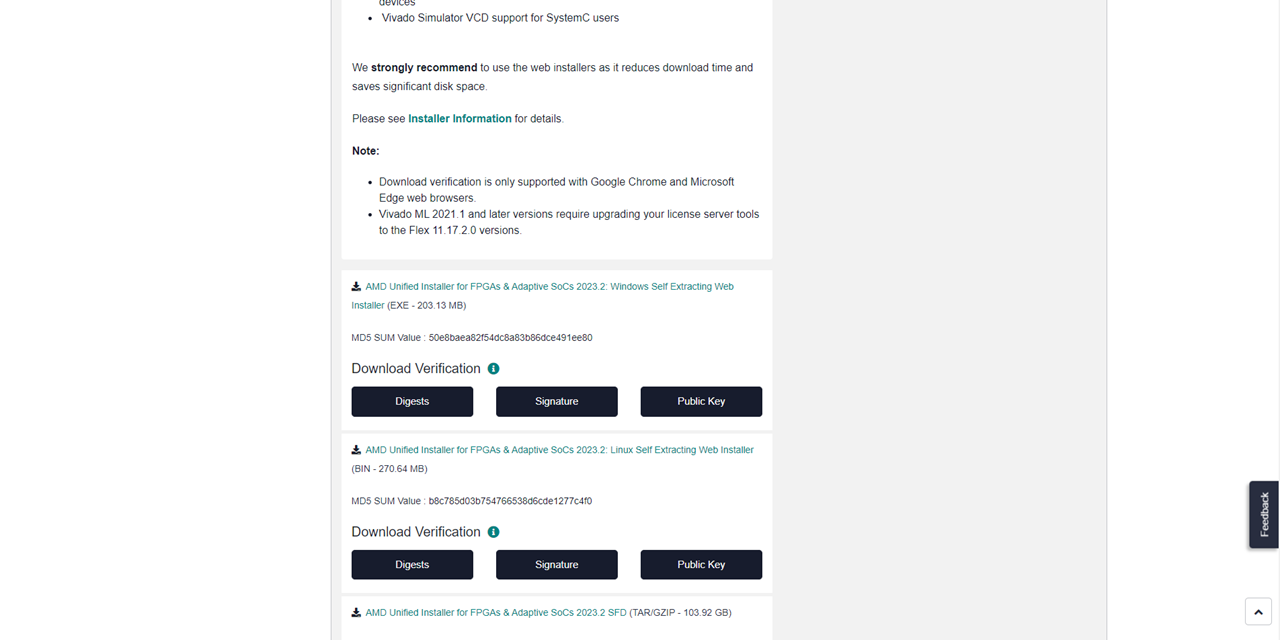 devices
Vivado Simulator VCD support for SystemC users
We strongly recommend to use the web installers as it reduces download time and
saves significant disk space.
Please see Installer Information for details.
Note:
Download verification is only supported with Google Chrome and Microsoft
Edge web browsers.
Vivado ML 2021.1 and later versions require upgrading your license server tools
to the Flex 11.17.2.0 versions.
AMD Unified Installer for FPGAs & Adaptive SoCs 2023.2: Windows Self Extracting Web
Installer (EXE - 203.13 MB)
MD5 SUM Value : 50e8baea82f54dc8a83b86dce491ee80
Download Verification
Digests
Signature
Public Key
AMD Unified Installer for FPGAs & Adaptive SoCs 2023.2: Linux Self Extracting Web Installer
(BIN - 270.64 MB)
MD5 SUM Value : b8c785d03b754766538d6cde1277c4f0
Download Verification
Digests
Signature
Public Key
AMD Unified Installer for FPGAs & Adaptive SoCs 2023.2 SFD (TAR/GZIP - 103.92 GB)
Feedback